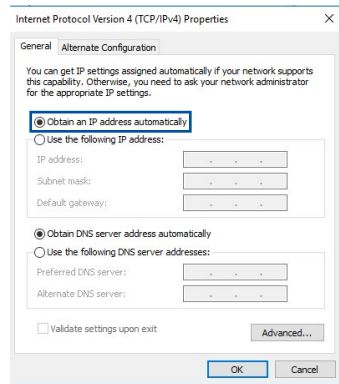 Internet Protocol Version 4 (TCP/IPv4) Properties
General Alternate Configuration
You can get IP settings assigned automatically if your network supports
this capability. Otherwise, you need to ask your network administrator
for the appropriate IP settings.
Obtain an IP address automatically
Use the following IP address:
IP address:
Subnet mask:
Default gateway:
Obtain DNS server address automatically
Use the following DNS server addresses:
Preferred DNS server:
Alternate DNS server:
Validate settings upon exit
Advanced...
OK Cancel